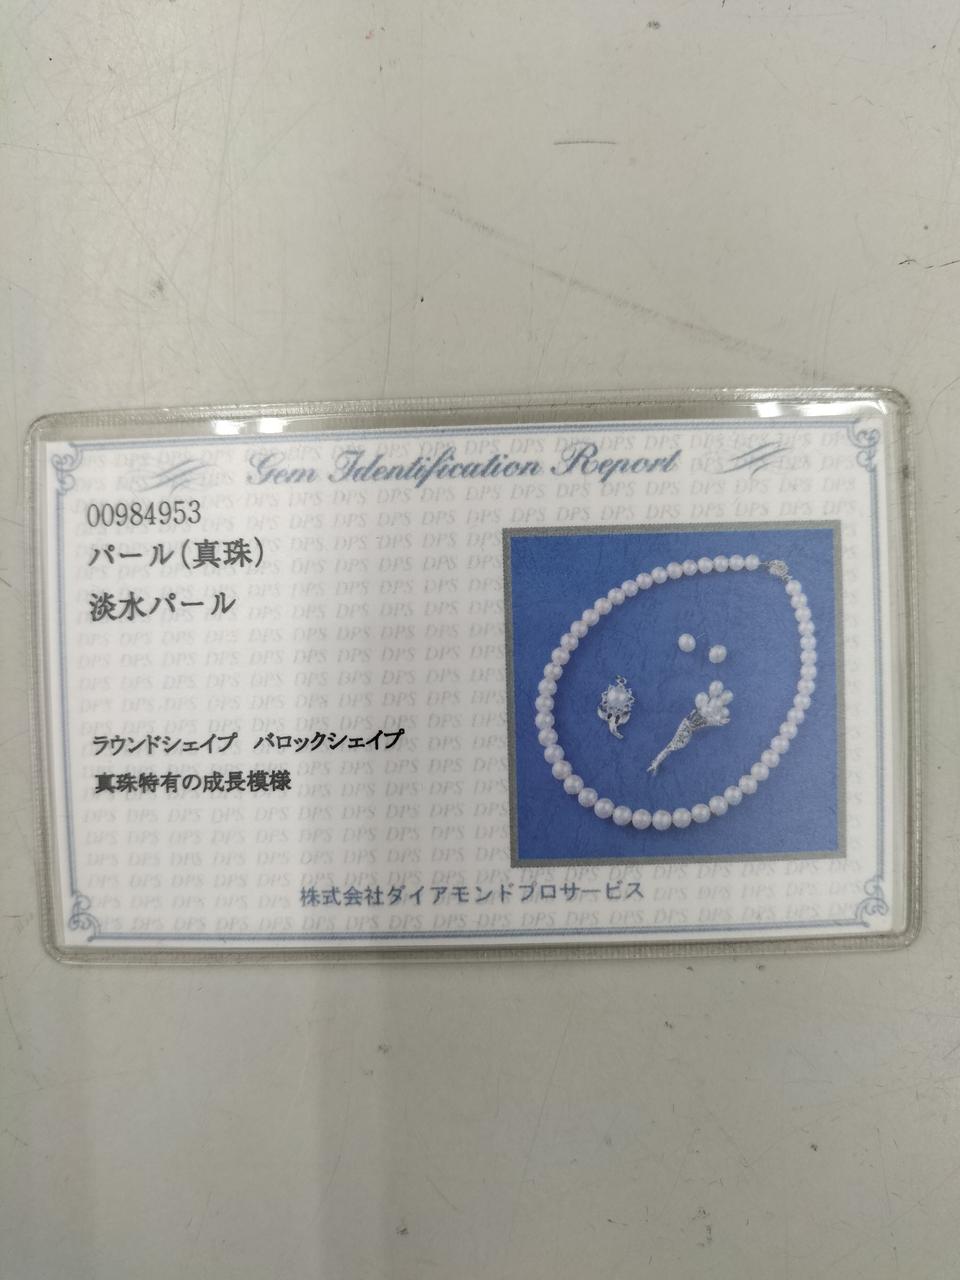 Gem Identification Report
00984953
パール(真珠)
淡水パール
ラウンドシェイプ　バロックシェイプ
真珠特有の成長模様
株式会社ダイアモンドプロサービス